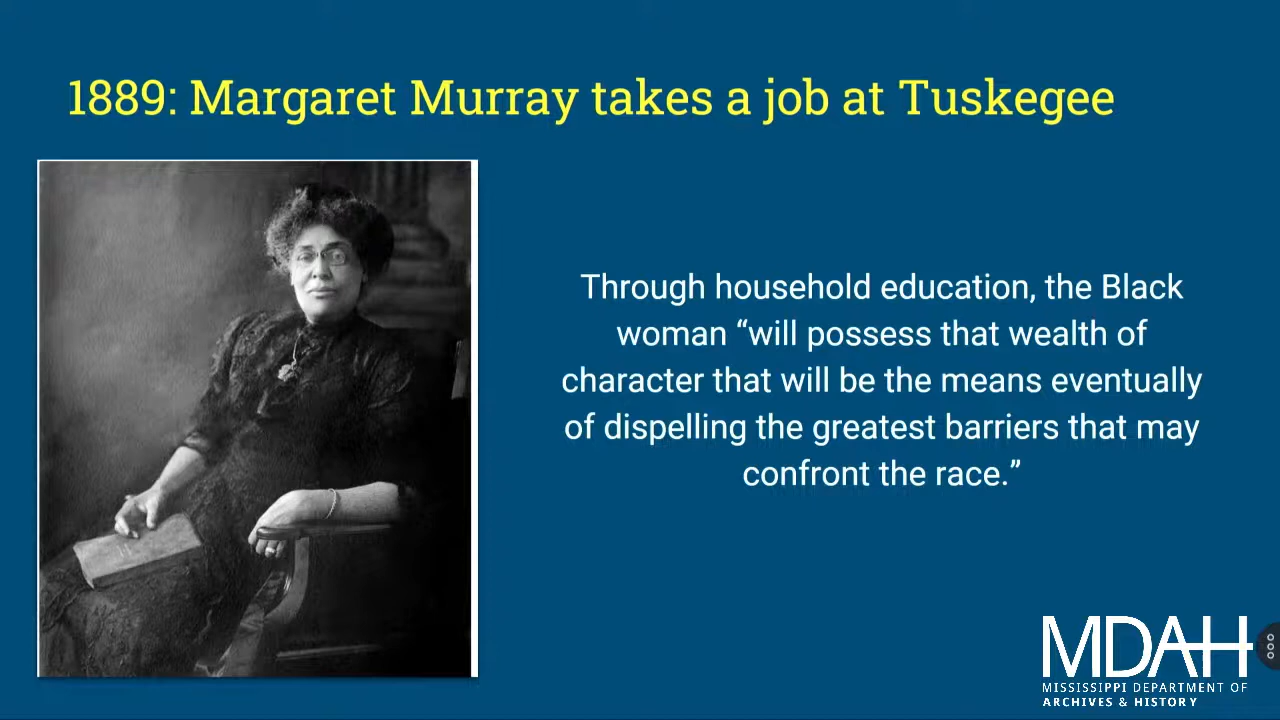 1889: Margaret Murray takes a job at Tuskegee
Through household education, the Black
woman “will possess that wealth of
character that will be the means eventually
of dispelling the greatest barriers that may
confront the race.”
MDAH
MISSISSIPPI DEPARTMENT OF
ARCHIVES & HISTORY